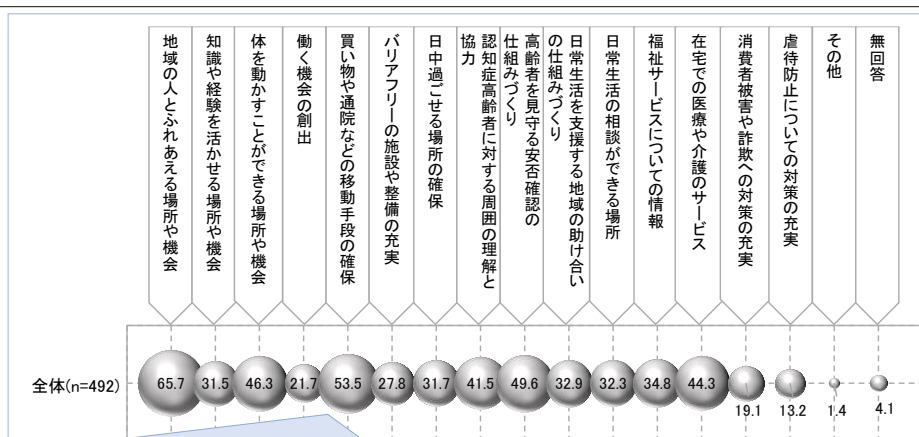 地域の人とふれあえる場所や機会
知識や経験を活かせる場所や機会
体を動かすことができる場所や機会
働く機会の創出
買い物や通院などの移動手段の確保
バリアフリーの施設や整備の充実
日中過ごせる場所の確保
認知症高齢者に対する周囲の理解と
協力
高齢者を見守る安否確認の
仕組みづくり
日常生活を支援する地域の助け合い
の仕組みづくり
日常生活の相談ができる場所
福祉サービスについての情報
在宅での医療や介護のサービス
消費者被害や詐欺への対策の充実
虐待防止についての対策の充実
その他
無回答
全体(n=492) 65.7 31.5 46.3 21.7 53.5 27.8 31.7 41.5 49.6 32.9 32.3 34.8 44.3 19.1 13.2 1.4 4.1